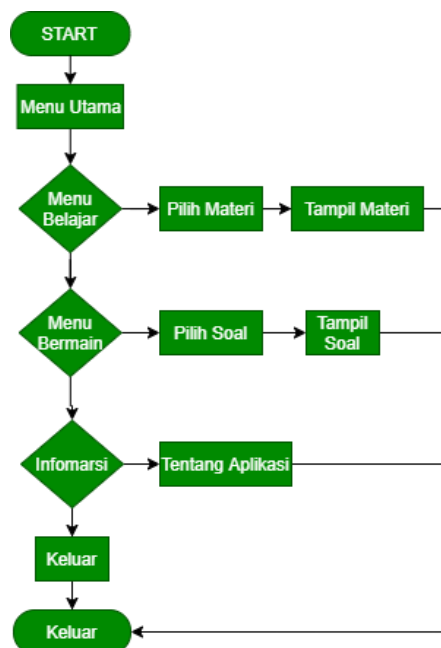 START
Menu Utama
Menu
Belajar
Pilih Materi
Tampil Materi
Menu
Bermain
Pilih Soal
Tampil
Soal
Infomarsi
Tentang Aplikasi
Keluar
Keluar